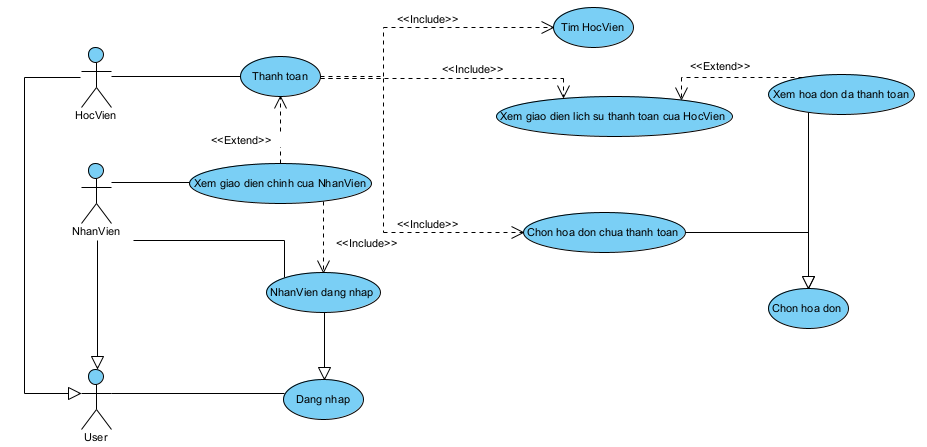 <<Include>>
Tim HocVien
HocVien
Thanh toan
<<Include>>
<<Extend>>
Xem hoa don da thanh toan
Xem giao dien lich su thanh toan cua HocVien
<<Extend>>
NhanVien
Xem giao dien chinh cua NhanVien
<<Include>>
Chon hoa don chua thanh toan
<<Include>>
NhanVien dang nhap
Chon hoa don
User
Dang nhap